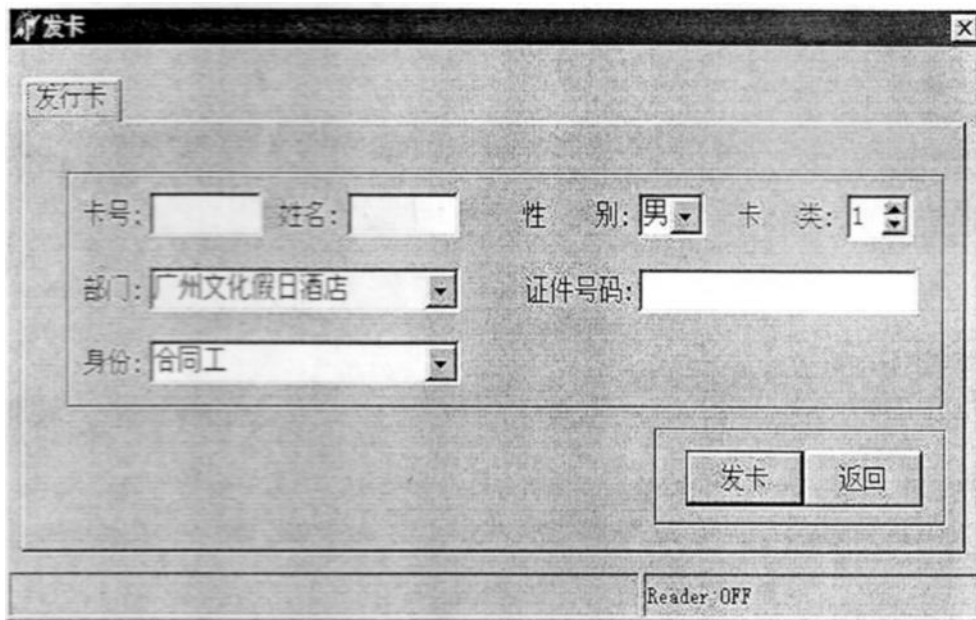 发卡
发行卡
卡号: 姓名: 性 别: 男 卡 类: 1
部门: 广州文化假日酒店 证件号码:
身份: 合同工
发卡 返回
Reader:OFF